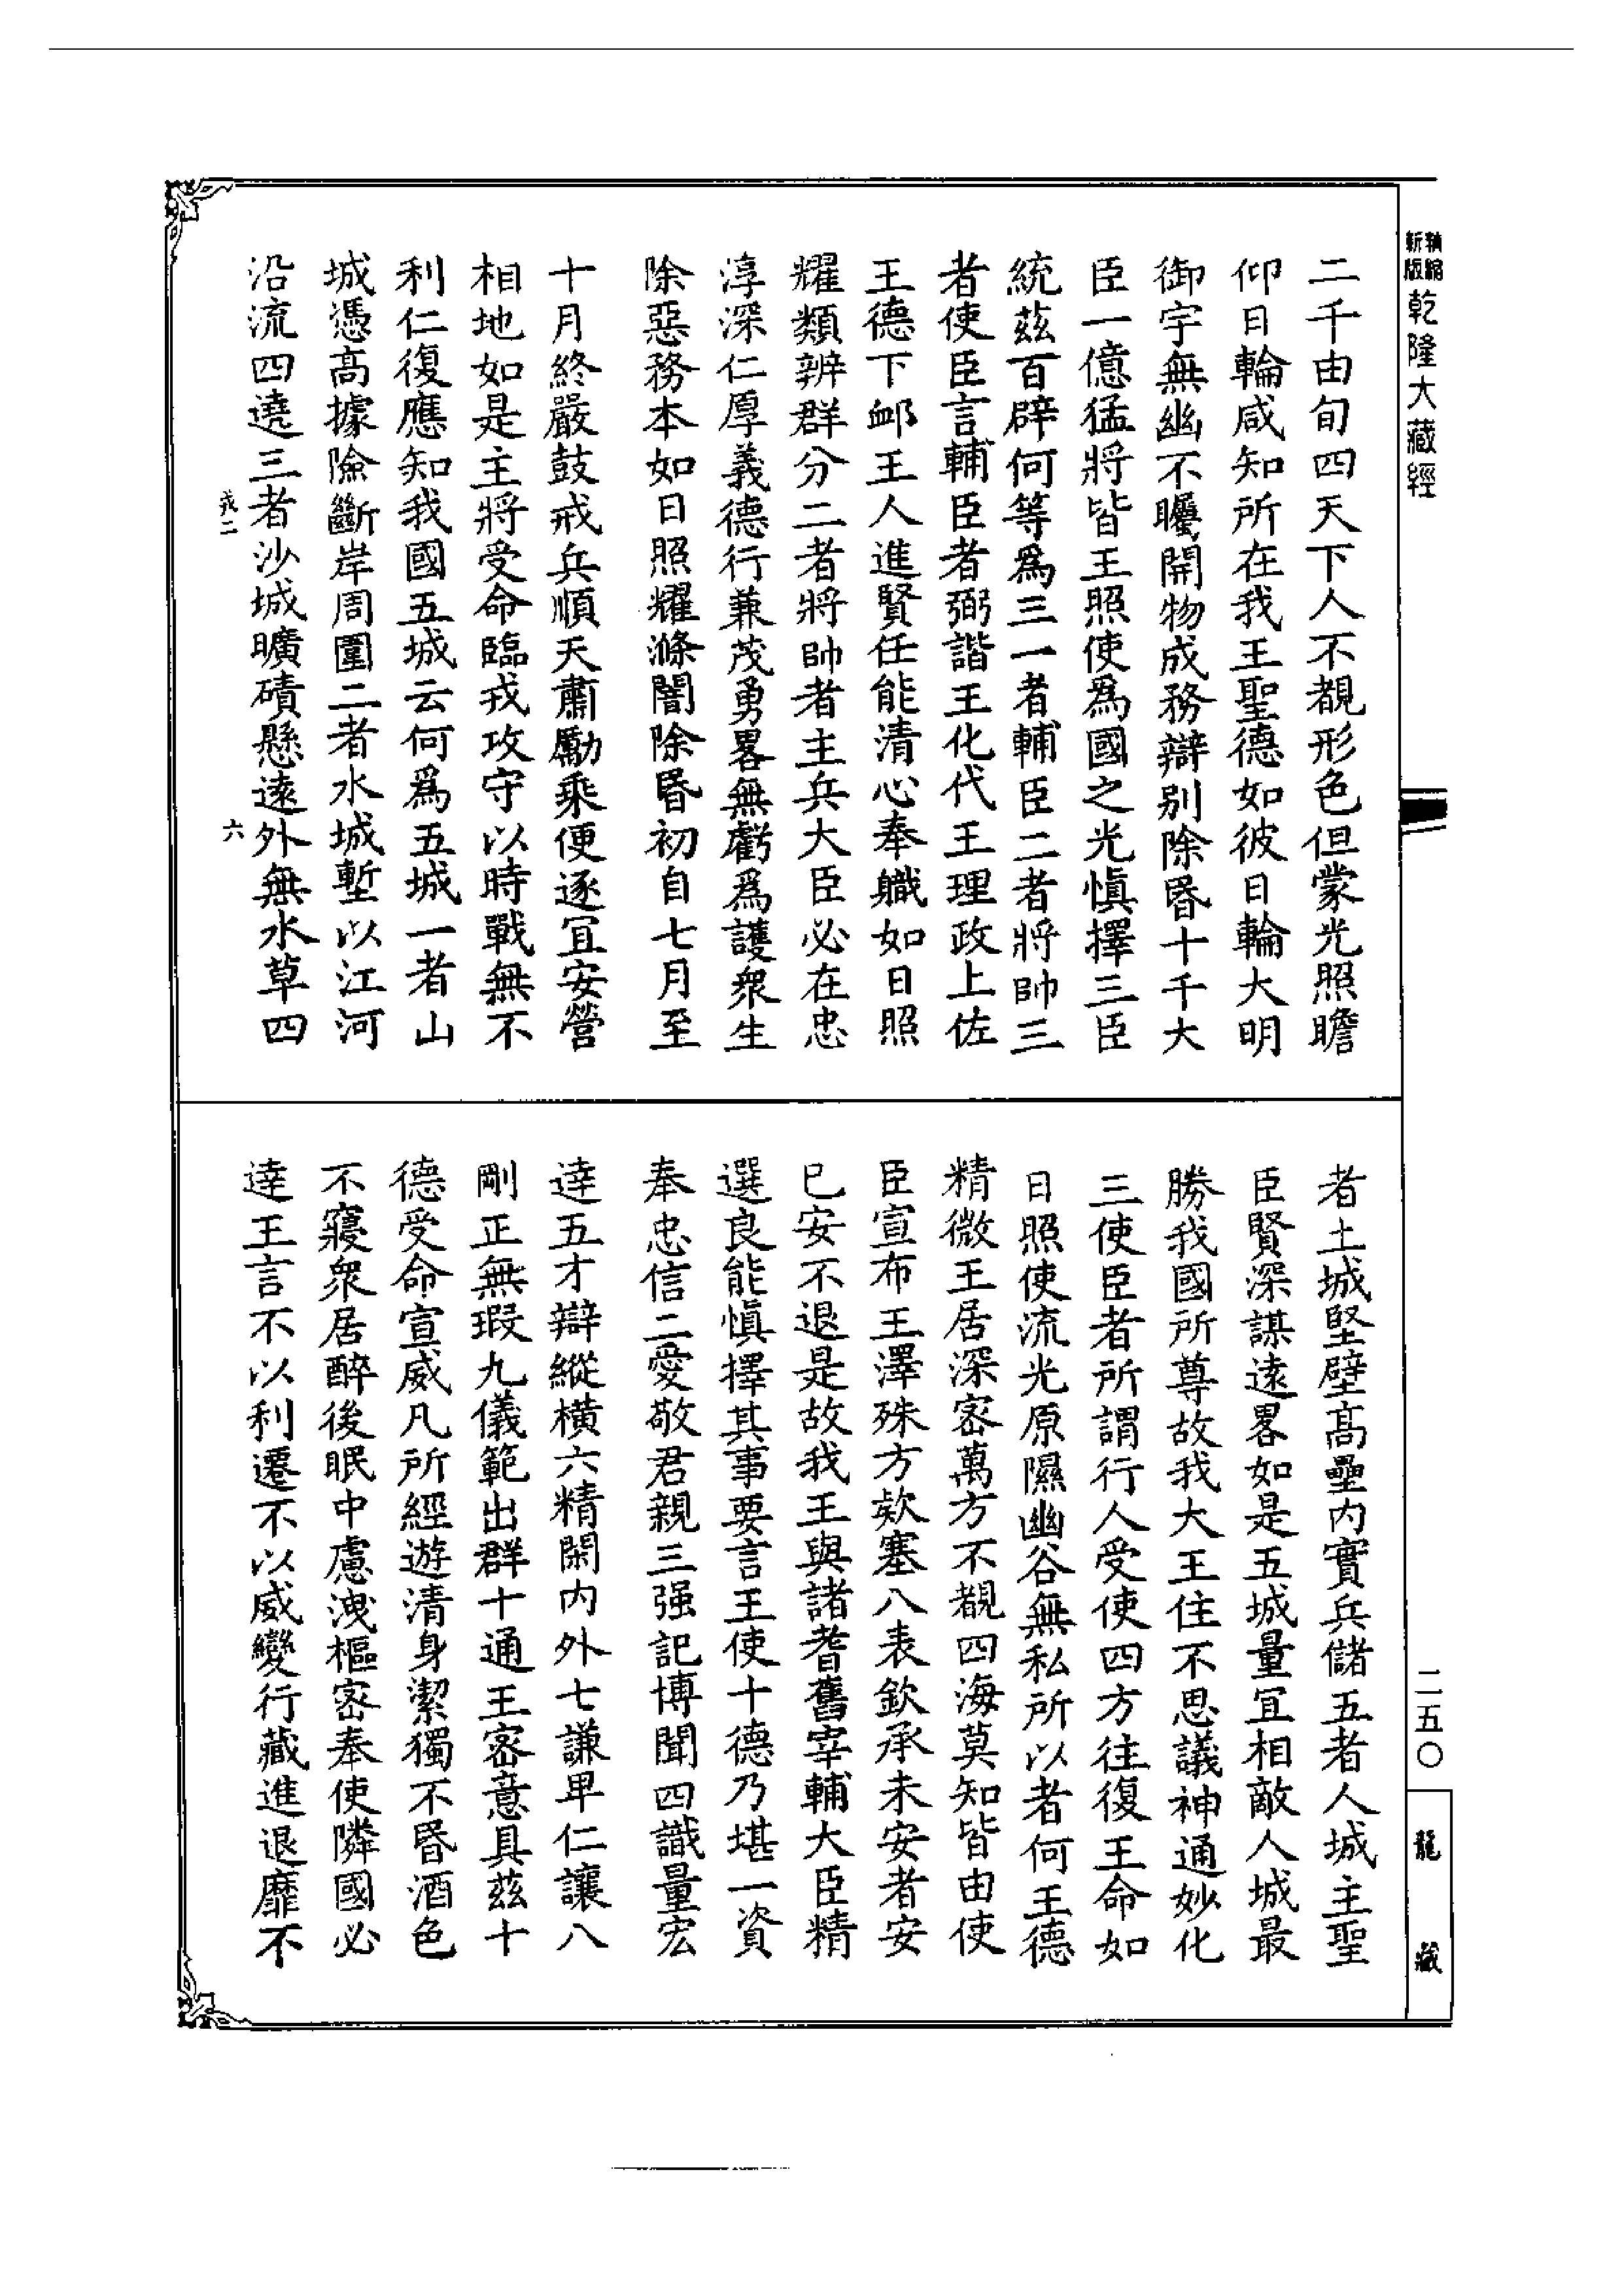 新版縮輯乾隆大藏經
二千由旬四天下人不覩形色但蒙光照瞻
仰日輪咸知所在我王聖德如彼日輪大明
御宇無幽不矚開物成務辯別除昏十千大
臣一億猛將皆王照使爲國之光愼擇三臣
統茲百辟何等爲三一者輔臣二者將帥三
者使臣言輔臣者弼諧王化代王理政上佐
王德下卹王人進賢任能清心奉職如日照
耀類辨群分二者將帥者主兵大臣必在忠
淳深仁厚義德行兼茂勇畧無虧爲護衆生
除惡務本如日照耀滌闇除昏初自七月至
十月終嚴鼓戒兵順天肅勵乘便逐宜安營
相地如是主將受命臨戎攻守以時戰無不
利仁復應知我國五城云何爲五城一者山
城憑高據險斷岸周圍二者水城塹以江河
沿流四遶三者沙城曠磧懸遠外無水草四
六
者土城堅壁高壘內實兵儲五者人城主聖
臣賢深謀遠畧如是五城量宜相敵人城最
勝我國所尊故我大王住不思議神通妙化
三使臣者所謂行人受使四方往復王命如
日照使流光原隰幽谷無私所以者何王德
精微王居深密萬方不覩四海莫知皆由使
臣宣布王澤殊方欵塞八表欽承未安者安
已安不退是故我王與諸耆舊宰輔大臣精
選良能愼擇其事要言王使十德乃堪一資
奉忠信二愛敬君親三强記博聞四識量宏
達五才辯縱橫六精閑內外七謙卑仁讓八
剛正無瑕九儀範出群十通王密意具茲十
德受命宣威凡所經遊清身潔獨不昏酒色
不寢衆居醉後眠中慮洩樞密奉使隣國必
達王言不以利遷不以威變行藏進退靡不
二五〇
龍藏